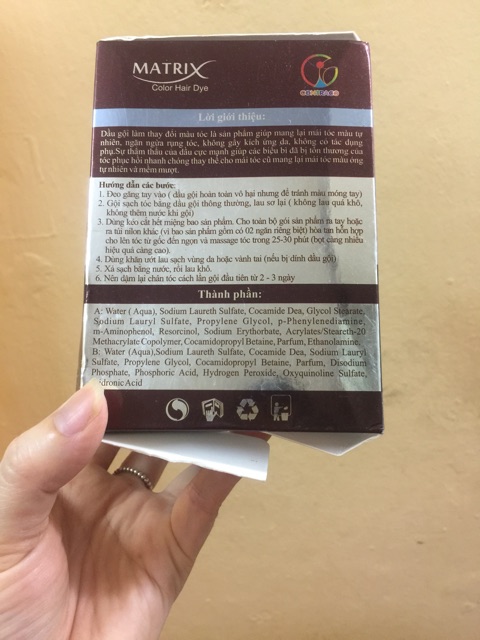 MATRIX
Color Hair Dye
Lời giới thiệu:
Dầu gội làm thay đổi màu tóc là sản phẩm giúp mang lại mái tóc màu tự
nhiên, ngăn ngừa rụng tóc, không gây kích ứng da, không có tác dụng
phụ.Sự thẩm thấu của dầu cực mạnh giúp các biểu bì đã bị tổn thương của
tóc phục hồi nhanh chóng thay thế cho mái tóc cũ mang lại mái tóc màu óng
tự nhiên và mềm mượt.
Hướng dẫn các bước:
1. Đeo găng tay vào ( dầu gội hoàn toàn vô hại nhưng để tránh màu móng tay)
2. Gội sạch tóc bằng dầu gội thông thường, lau sơ lại ( không lau quá khô,
không thêm nước khi gội)
3. Dùng kéo cắt hết miệng bao sản phẩm. Cho toàn bộ gói sản phẩm ra tay hoặc
ra túi nilon khác (vì bao sản phẩm gồm có 02 ngăn riêng biệt) hòa tan hỗn hợp
cho lên tóc từ gốc đến ngọn và massage tóc trong 25-30 phút (bọt càng nhiều
hiệu quả càng cao).
4. Dùng khăn ướt lau sạch vùng da hoặc vành tai (nếu bị dính dầu gội)
5. Xả sạch bằng nước, rồi lau khô.
6. Nên dặm lại chân tóc cách lần gội đầu tiên từ 2 - 3 ngày
Thành phần:
A: Water ( Aqua), Sodium Laureth Sulfate, Cocamide Dea, Glycol Stearate,
Sodium Lauryl Sulfate, Propylene Glycol, p-Phenylenediamine,
m-Aminophenol, Resorcinol, Sodium Erythorbate, Acrylates/Steareth-20
Methacrylate Copolymer, Cocamidopropyl Betaine, Parfum, Ethanolamine.
B: Water (Aqua),Sodium Laureth Sulfate, Cocamide Dea, Sodium Lauryl
Sulfate, Propylene Glycol, Cocamidopropyl Betaine, Parfum, Disodium
Phosphate, Phosphoric Acid, Hydrogen Peroxide, Oxyquinoline Sulfate,
Acid